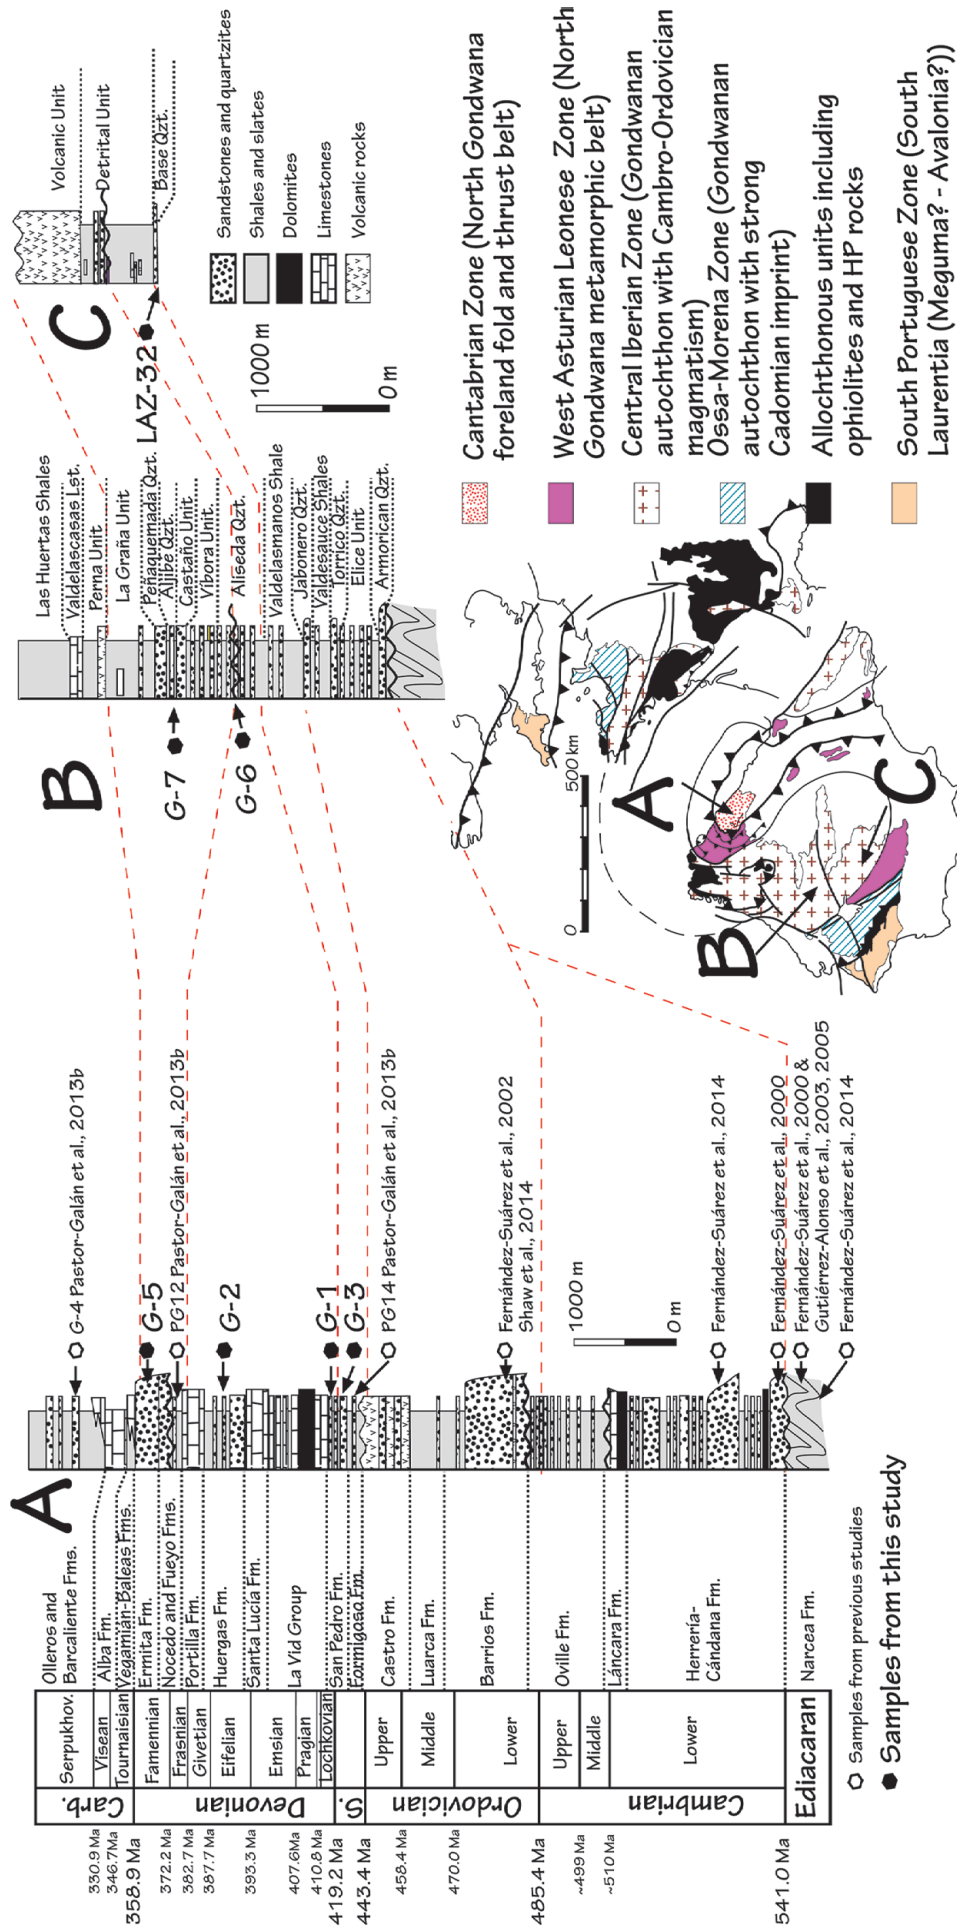 A
330.9 Ma
346.7Ma
358.9 Ma
372.2 Ma
382.7 Ma
387.7 Ma
393.3 Ma
407.6Ma
410.8 Ma
419.2 Ma
443.4 Ma
458.4 Ma
470.0 Ma
485.4 Ma
~499 Ma
~510 Ma
541.0 Ma
Carb.
Devonian
S.
Ordovician
Cambrian
Ediacaran
Serpukhov.
Visean
Tournaisian
Famennian
Frasnian
Givetian
Eifelian
Emsian
Pragian
Lochkovian
Upper
Middle
Lower
Upper
Middle
Lower
Olleros and
Barcaliente Fms.
Alba Fm.
Vegamián-Baleas Fms.
Ermita Fm.
Nocedo and Fueyo Fms.
Portilla Fm.
Huergas Fm.
Santa Lucía Fm.
La Vid Group
San Pedro Fm.
Formigoso Fm.
Castro Fm.
Luarca Fm.
Barrios Fm.
Oville Fm.
Láncara Fm.
Herrería-
Cándana Fm.
Narcea Fm.
G-4 Pastor-Galán et al., 2013b
G-5
PG12 Pastor-Galán et al., 2013b
G-2
G-1
G-3
PG14 Pastor-Galán et al., 2013b
Fernández-Suárez et al., 2002
Shaw et al., 2014
Fernández-Suárez et al., 2014
Fernández-Suárez et al., 2000
Fernández-Suárez et al., 2000 &
Gutiérrez-Alonso et al., 2003, 2005
Fernández-Suárez et al., 2014
1000 m
0 m
Samples from previous studies
Samples from this study
B
G-7
G-6
Las Huertas Shales
Valdelascasas Lst.
Perna Unit
La Graña Unit
Peñaquemada Qzt.
Aljibe Qzt.
Castaño Unit
Víbora Unit.
Aliseda Qzt.
Valdelasmanos Shale
Jabonero Qzt.
Valdesauce Shales
Torrico Qzt.
Elice Unit
Armorican Qzt.
C
LAZ-32
Volcanic Unit
Detrital Unit
Base Qzt.
Sandstones and quartzites
Shales and slates
Dolomites
Limestones
Volcanic rocks
1000 m
0 m
0
500 km
A
B
C
Cantabrian Zone (North Gondwana
foreland fold and thrust belt)
West Asturian Leonese Zone (North
Gondwana metamorphic belt)
Central Iberian Zone (Gondwanan
autochthon with Cambro-Ordovician
magmatism)
Ossa-Morena Zone (Gondwanan
autochthon with strong
Cadomian imprint)
Allochthonous units including
ophiolites and HP rocks
South Portuguese Zone (South
Laurentia (Meguma? - Avalonia?))